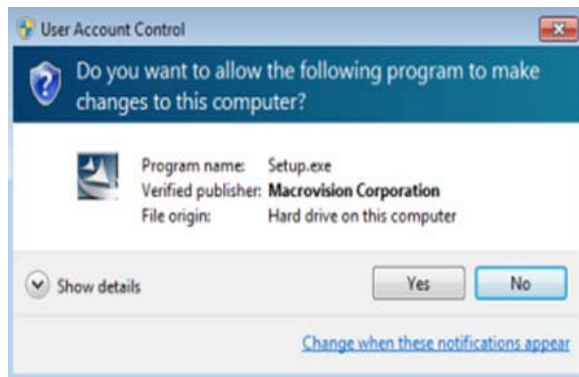 User Account Control
Do you want to allow the following program to make
changes to this computer?
Program name: Setup.exe
Verified publisher: Macrovision Corporation
File origin: Hard drive on this computer
Show details Yes No
Change when these notifications appear